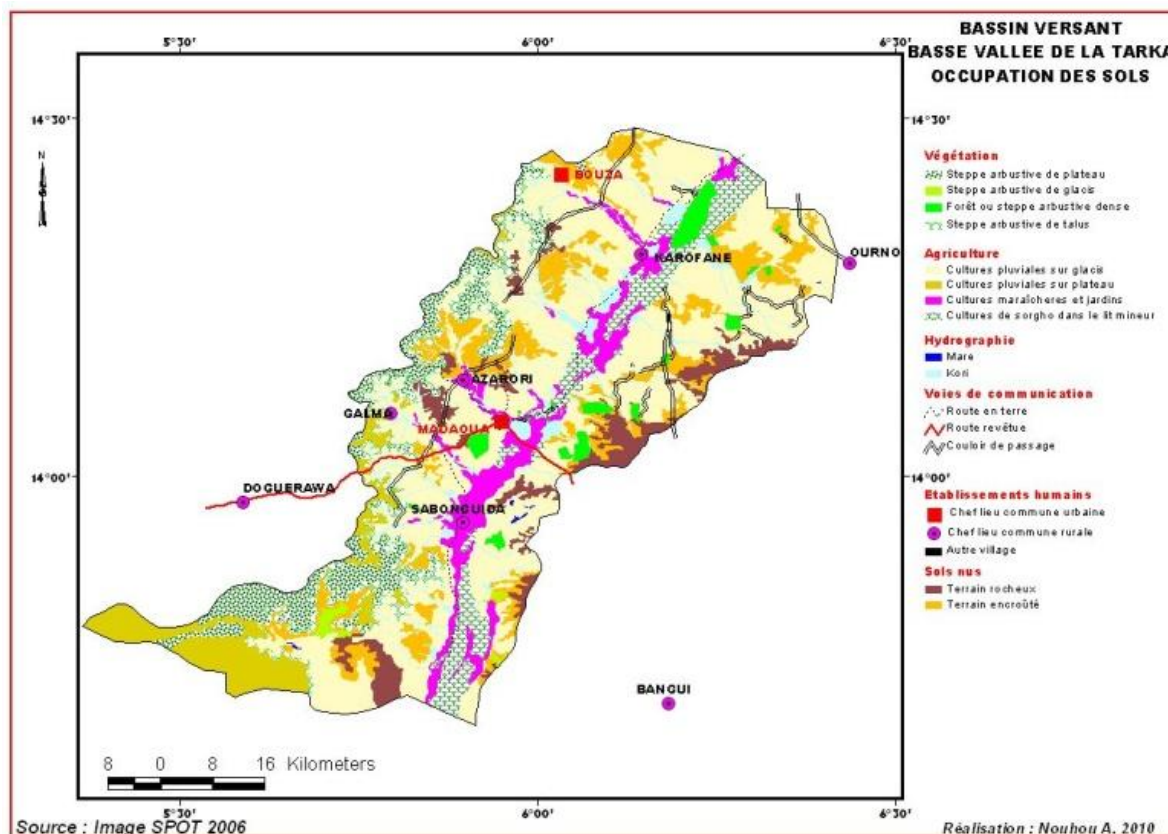 BASSIN VERSANT
BASSE VALLEE DE LA TARKA
OCCUPATION DES SOLS
5°30' 6°00' 6°30'
14°30' 14°30'
N
BOUZA
KAROFANE
OURNO
AZARORI
GALMA
MADAOUA
14°00' 14°00'
DOGUERAWA
SABONGUIDA
BANGUI
8 0 8 16 Kilometers
5°30' 6°00' 6°30'
Végétation
Steppe arbustive de plateau
Steppe arbustive de glacis
Forêt ou steppe arbustive dense
Steppe arbustive de talus
Agriculture
Cultures pluviales sur glacis
Cultures pluviales sur plateau
Cultures maraîcheres et jardins
Cultures de sorgho dans le lit mineur
Hydrographie
Mare
Kori
Voies de communication
Route en terre
Route revêtue
Couloir de passage
Etablissements humains
Chef lieu commune urbaine
Chef lieu commune rurale
Autre village
Sols nus
Terrain rocheux
Terrain encroûté
Source : Image SPOT 2006
Réalisation : Nouhou A. 2010